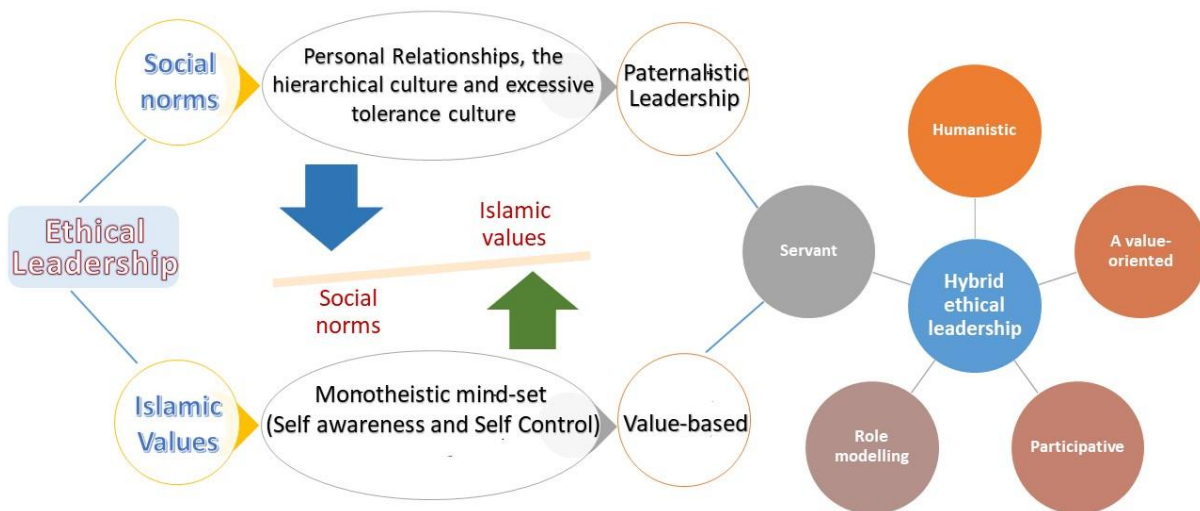 Social
norms
Personal Relationships, the
hierarchical culture and excessive
tolerance culture
Paternalistic
Leadership
Ethical
Leadership
Islamic
values
Social
norms
Islamic
Values
Monotheistic mind-set
(Self awareness and Self Control)
Value-based
Servant
Humanistic
A value-
oriented
Hybrid
ethical
leadership
Role
modelling
Participative